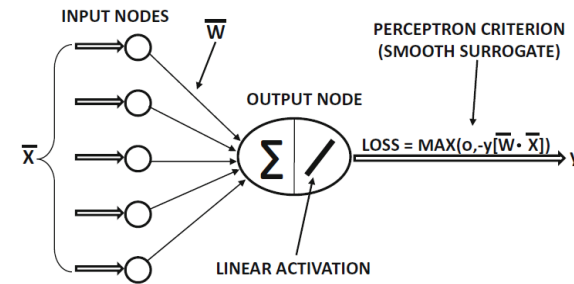 INPUT NODES
W
PERCEPTRON CRITERION
(SMOOTH SURROGATE)
OUTPUT NODE
X
∑
LOSS = MAX(o,-y[W • X])
y
LINEAR ACTIVATION